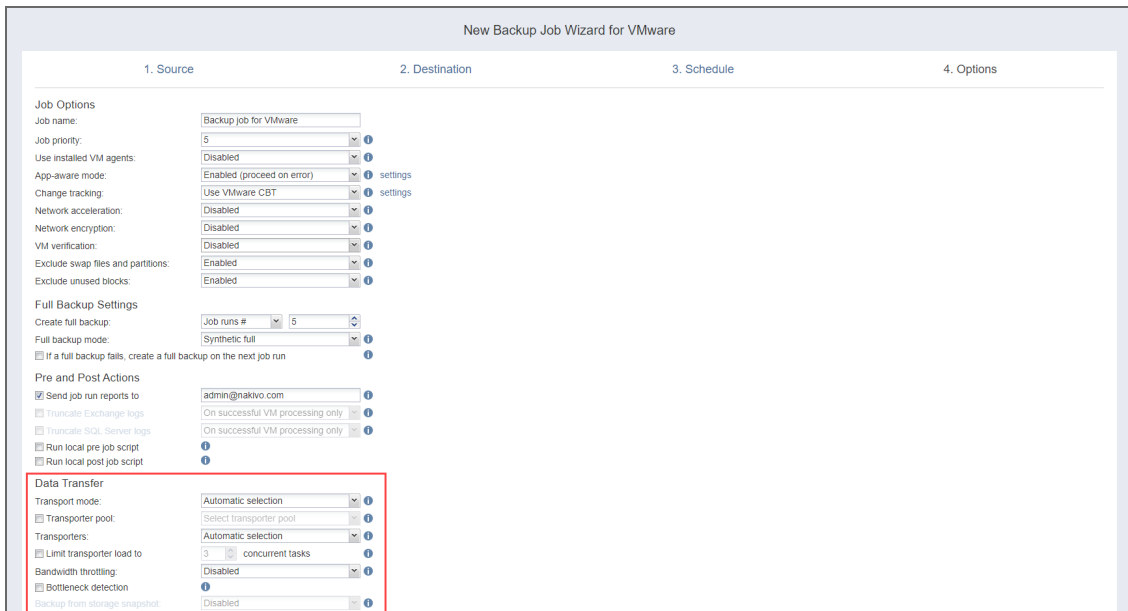 New Backup Job Wizard for VMware
1. Source 2. Destination 3. Schedule 4. Options
Job Options
Job name: Backup job for VMware
Job priority: 5
Use installed VM agents: Disabled
App-aware mode: Enabled (proceed on error) settings
Change tracking: Use VMware CBT settings
Network acceleration: Disabled
Network encryption: Disabled
VM verification: Disabled
Exclude swap files and partitions: Enabled
Exclude unused blocks: Enabled
Full Backup Settings
Create full backup: Job runs # 5
Full backup mode: Synthetic full
If a full backup fails, create a full backup on the next job run
Pre and Post Actions
Send job run reports to admin@nakivo.com
Truncate Exchange logs On successful VM processing only
Truncate SQL Server logs On successful VM processing only
Run local pre job script
Run local post job script
Data Transfer
Transport mode: Automatic selection
Transporter pool: Select transporter pool
Transporters: Automatic selection
Limit transporter load to 3 concurrent tasks
Bandwidth throttling: Disabled
Bottleneck detection
Backup from storage snapshot: Disabled